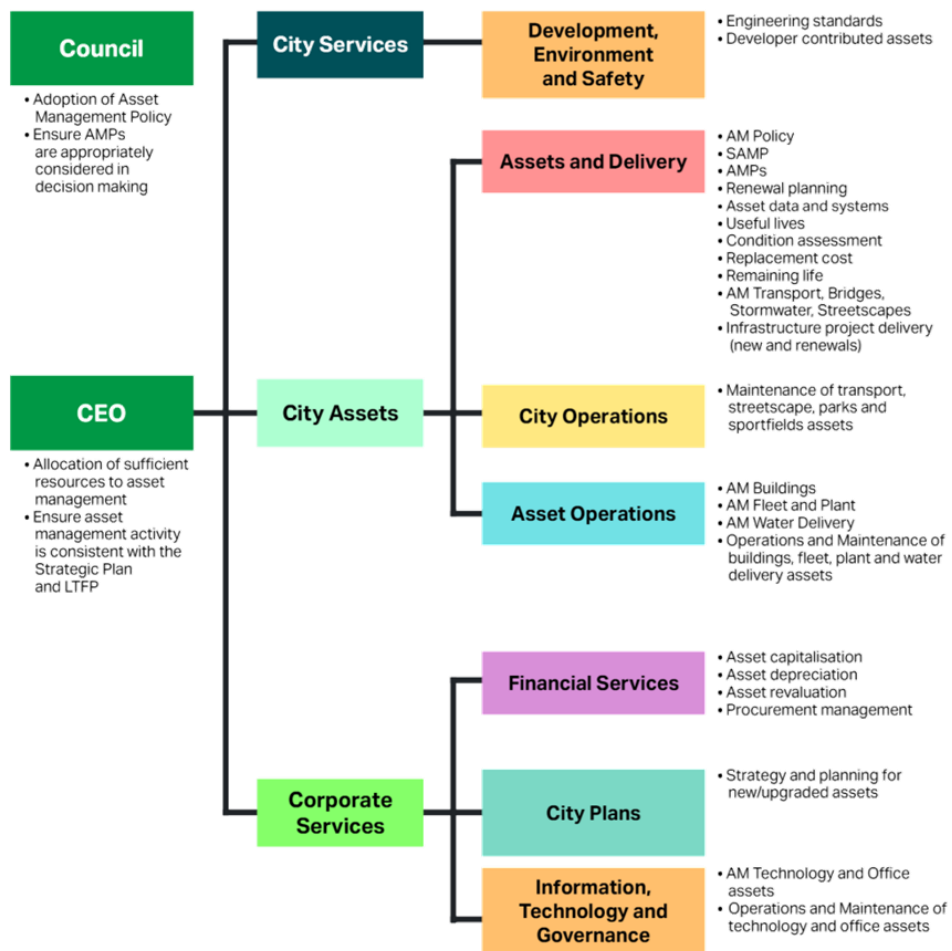 Council
• Adoption of Asset
Management Policy
• Ensure AMPs
are appropriately
considered in
decision making
CEO
• Allocation of sufficient
resources to asset
management
• Ensure asset
management activity
is consistent with the
Strategic Plan
and LTFP
City Services
Development,
Environment
and Safety
• Engineering standards
• Developer contributed assets
City Assets
Assets and Delivery
• AM Policy
• SAMP
• AMPs
• Renewal planning
• Asset data and systems
• Useful lives
• Condition assessment
• Replacement cost
• Remaining life
• AM Transport, Bridges,
Stormwater, Streetscapes
• Infrastructure project delivery
(new and renewals)
City Operations
• Maintenance of transport,
streetscape, parks and
sportfields assets
Asset Operations
• AM Buildings
• AM Fleet and Plant
• AM Water Delivery
• Operations and Maintenance of
buildings, fleet, plant and water
delivery assets
Corporate
Services
Financial Services
• Asset capitalisation
• Asset depreciation
• Asset revaluation
• Procurement management
City Plans
• Strategy and planning for
new/upgraded assets
Information,
Technology and
Governance
• AM Technology and Office
assets
• Operations and Maintenance of
technology and office assets